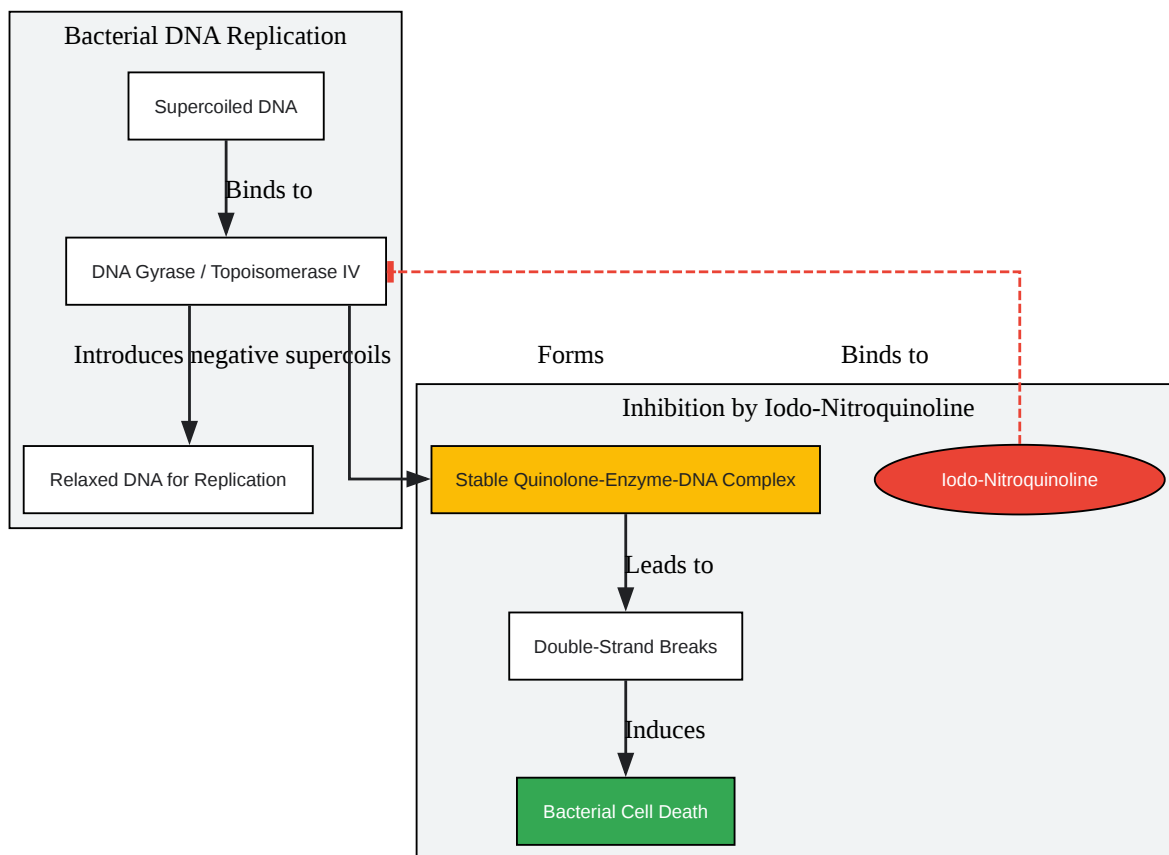 Bacterial DNA Replication
Supercoiled DNA
Binds to
DNA Gyrase / Topoisomerase IV
Introduces negative supercoils
Forms
Binds to
Inhibition by Iodo-Nitroquinoline
Relaxed DNA for Replication
Stable Quinolone-Enzyme-DNA Complex
Iodo-Nitroquinoline
Leads to
Double-Strand Breaks
Induces
Bacterial Cell Death